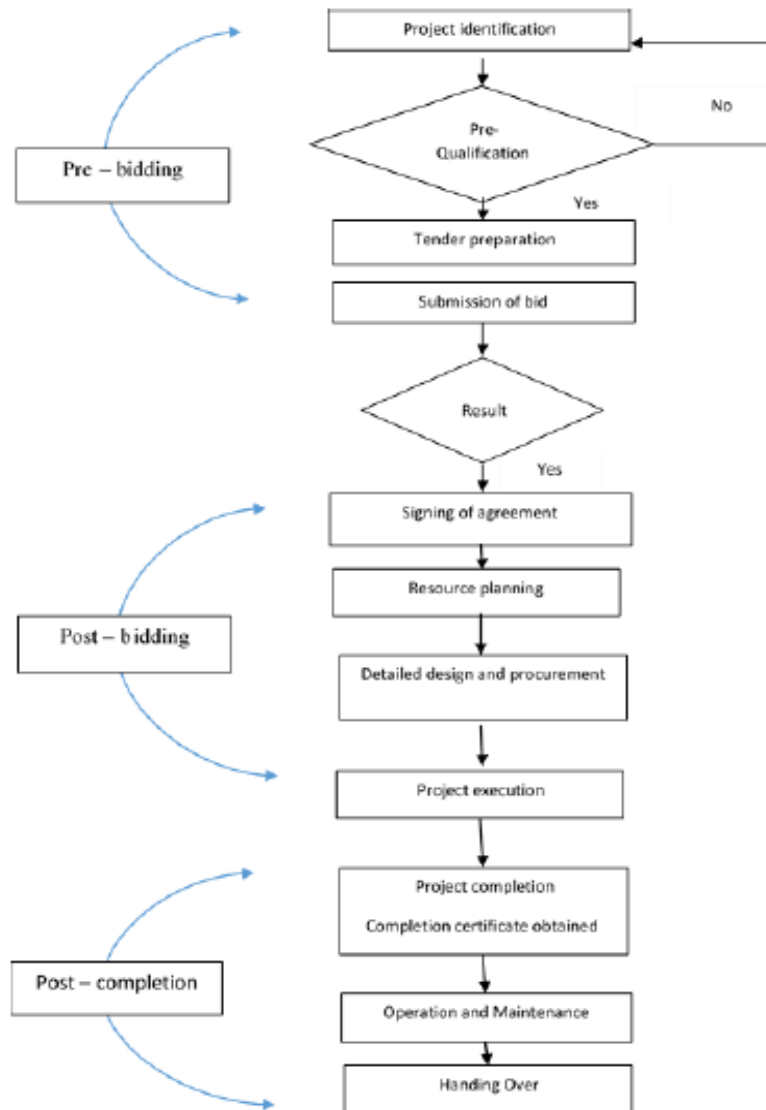 Project identification
No
Pre-
Qualification
Pre – bidding
Yes
Tender preparation
Submission of bid
Result
Yes
Signing of agreement
Resource planning
Post – bidding
Detailed design and procurement
Project execution
Project completion
Completion certificate obtained
Post – completion
Operation and Maintenance
Handing Over